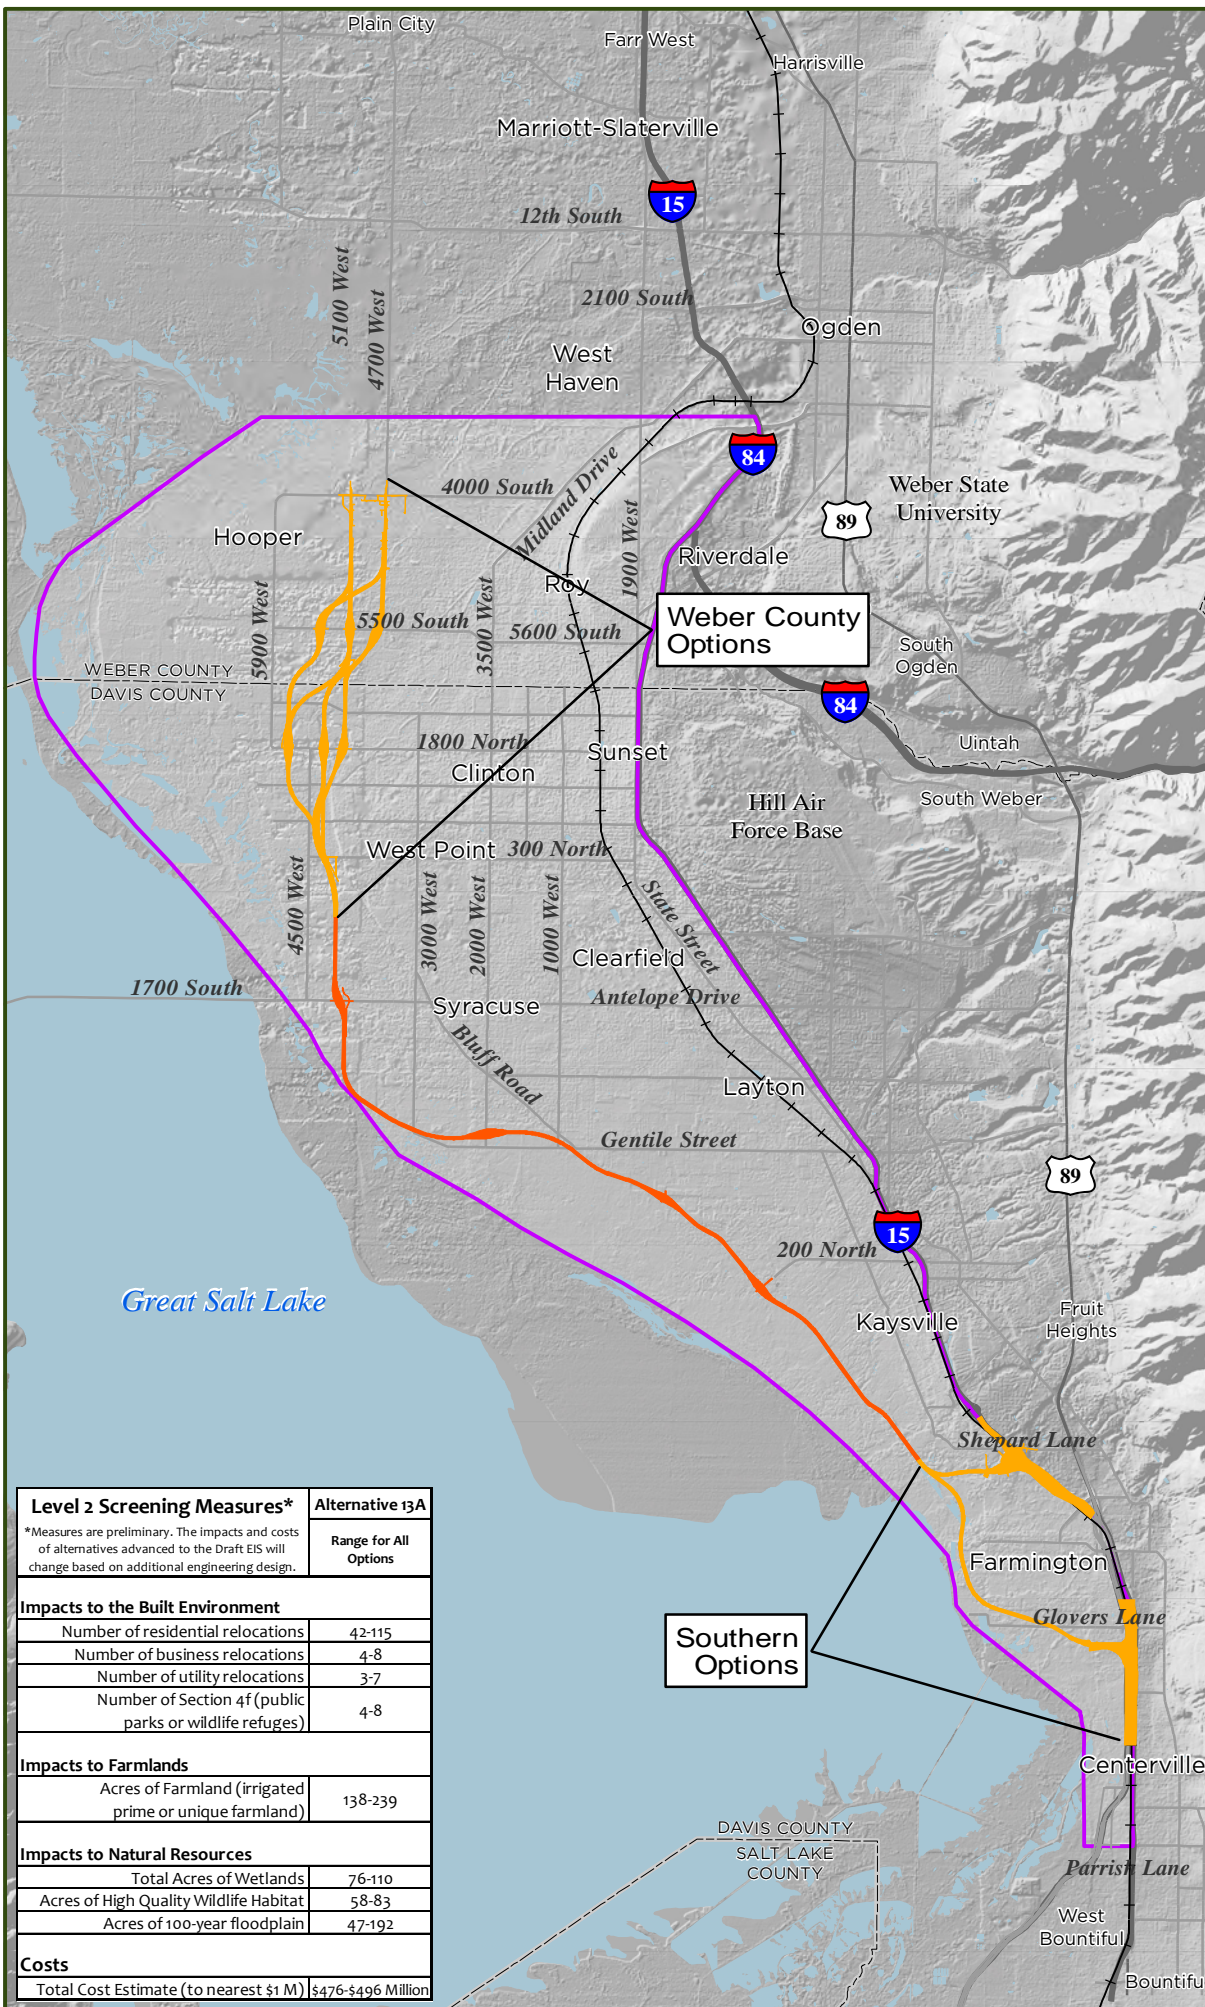 Plain City
Farr West
Harrisville
Marriott-Slaterville
15
12th South
5100 West
4700 West
2100 South
Ogden
West
Haven
84
Midland Drive
4000 South
Weber State
University
89
Hooper
1900 West
Riverdale
Roy
5900 West
3500 West
5500 South
5600 South
Weber County
Options
South
Ogden
WEBER COUNTY
DAVIS COUNTY
84
1800 North
Sunset
Uintah
Clinton
South Weber
Hill Air
Force Base
West Point
300 North
4500 West
3000 West
2000 West
1000 West
State Street
Clearfield
1700 South
Syracuse
Antelope Drive
Bluff Road
Layton
Gentile Street
89
15
200 North
Great Salt Lake
Kaysville
Fruit
Heights
Shepard Lane
Farmington
Glovers Lane
Southern
Options
Centerville
DAVIS COUNTY
SALT LAKE
COUNTY
Parrish Lane
West
Bountiful
Bountifu
Level 2 Screening Measures* Alternative 13A
*Measures are preliminary. The impacts and costs
of alternatives advanced to the Draft EIS will
change based on additional engineering design.
Range for All
Options
Impacts to the Built Environment
Number of residential relocations 42-115
Number of business relocations 4-8
Number of utility relocations 3-7
Number of Section 4f (public
parks or wildlife refuges) 4-8
Impacts to Farmlands
Acres of Farmland (irrigated
prime or unique farmland) 138-239
Impacts to Natural Resources
Total Acres of Wetlands 76-110
Acres of High Quality Wildlife Habitat 58-83
Acres of 100-year floodplain 47-192
Costs
Total Cost Estimate (to nearest $1 M) $476-$496 Million